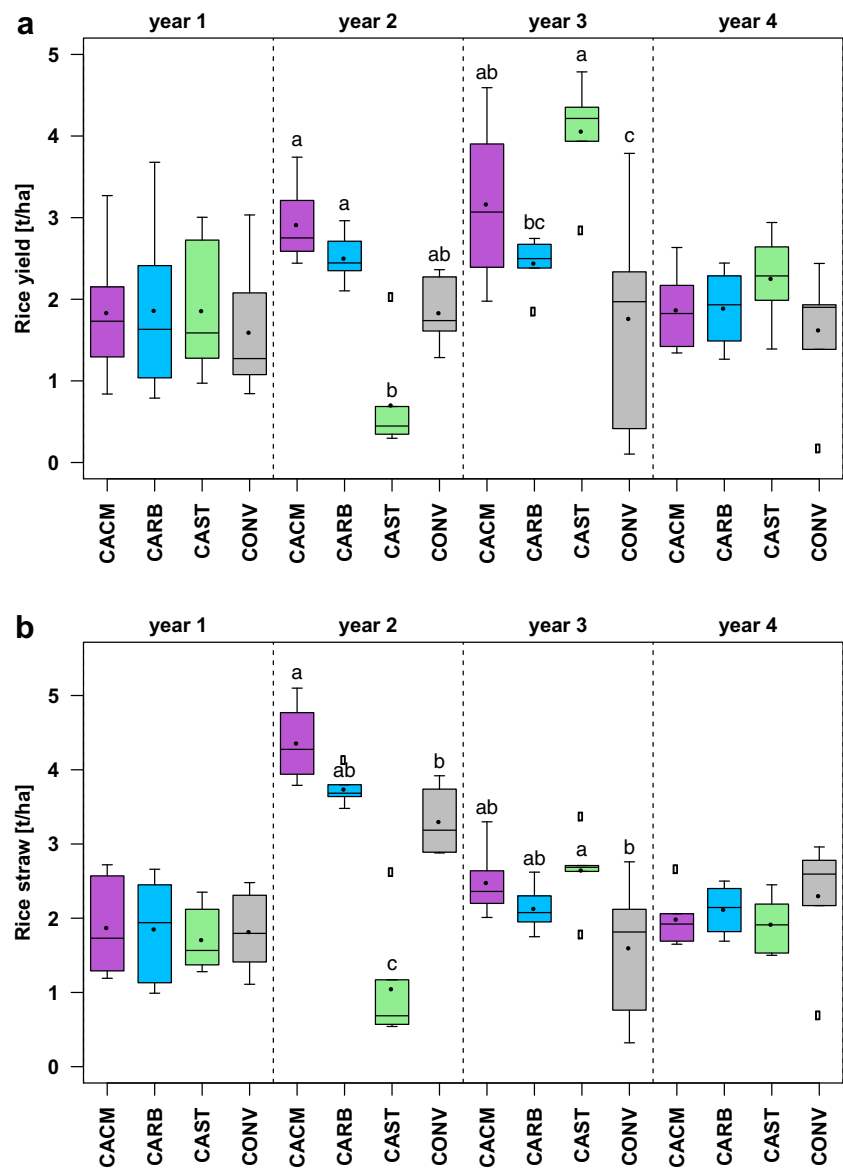 a
year 1 year 2 year 3 year 4
Rice yield [t/ha]
5
4
3
2
1
0
a a b ab ab bc a c
CACM CARB CAST CONV CACM CARB CAST CONV CACM CARB CAST CONV CACM CARB CAST CONV
b
year 1 year 2 year 3 year 4
Rice straw [t/ha]
5
4
3
2
1
0
a ab c b ab ab a b
CACM CARB CAST CONV CACM CARB CAST CONV CACM CARB CAST CONV CACM CARB CAST CONV